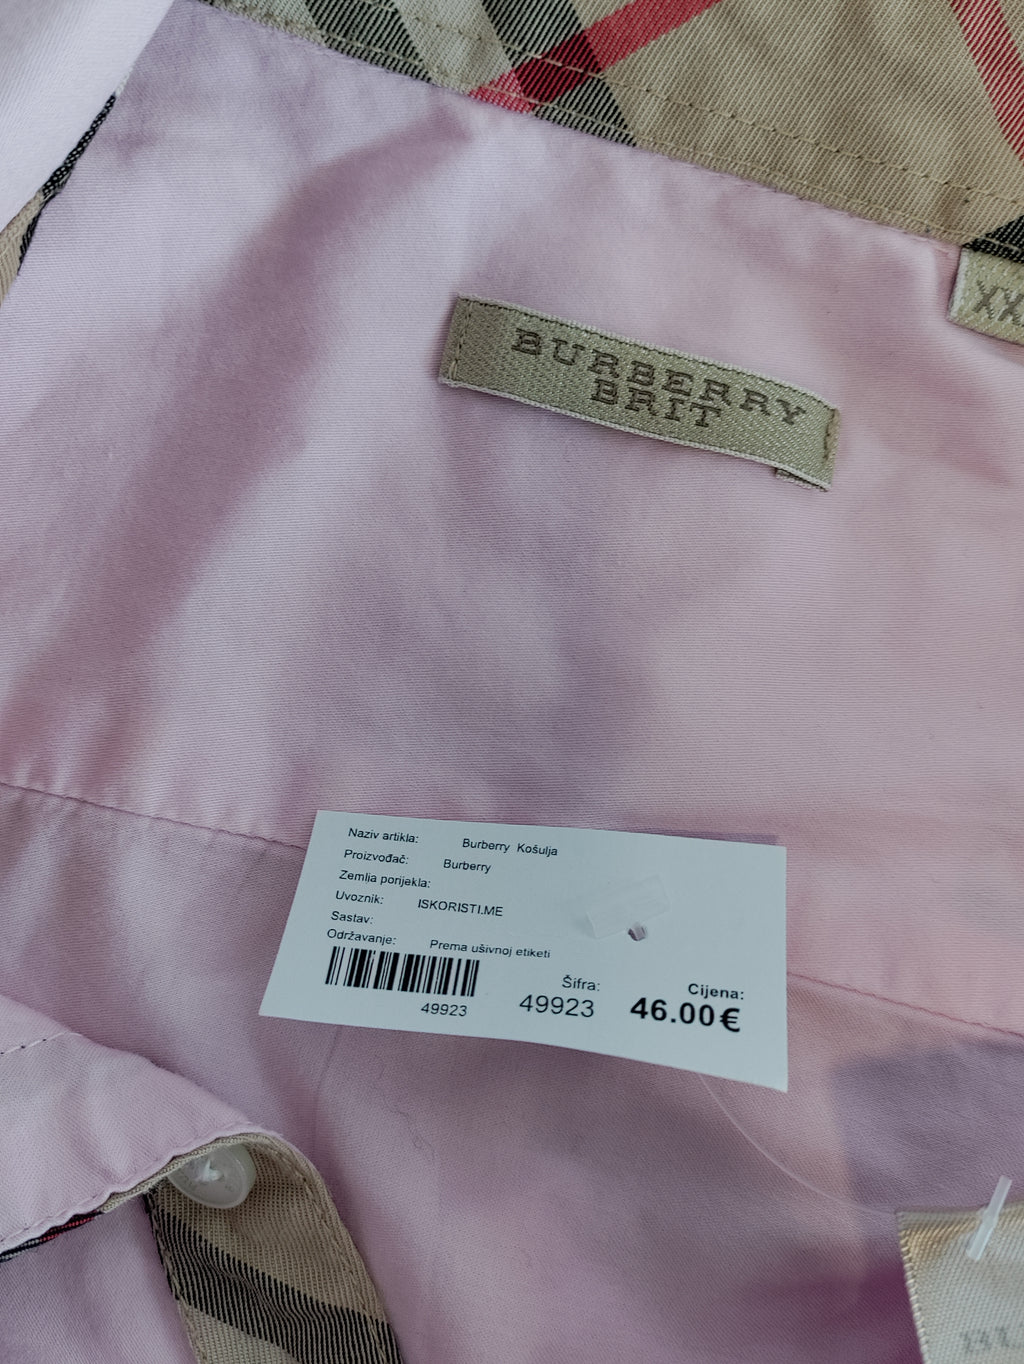 XX
BURBERRY
BRIT
Naziv artikla: Burberry Košulja
Proizvođač: Burberry
Zemlja porijekla:
Uvoznik: ISKORISTI.ME
Sastav:
Održavanje: Prema ušivnoj etiketi
49923
Šifra:
49923
Cijena:
46.00€